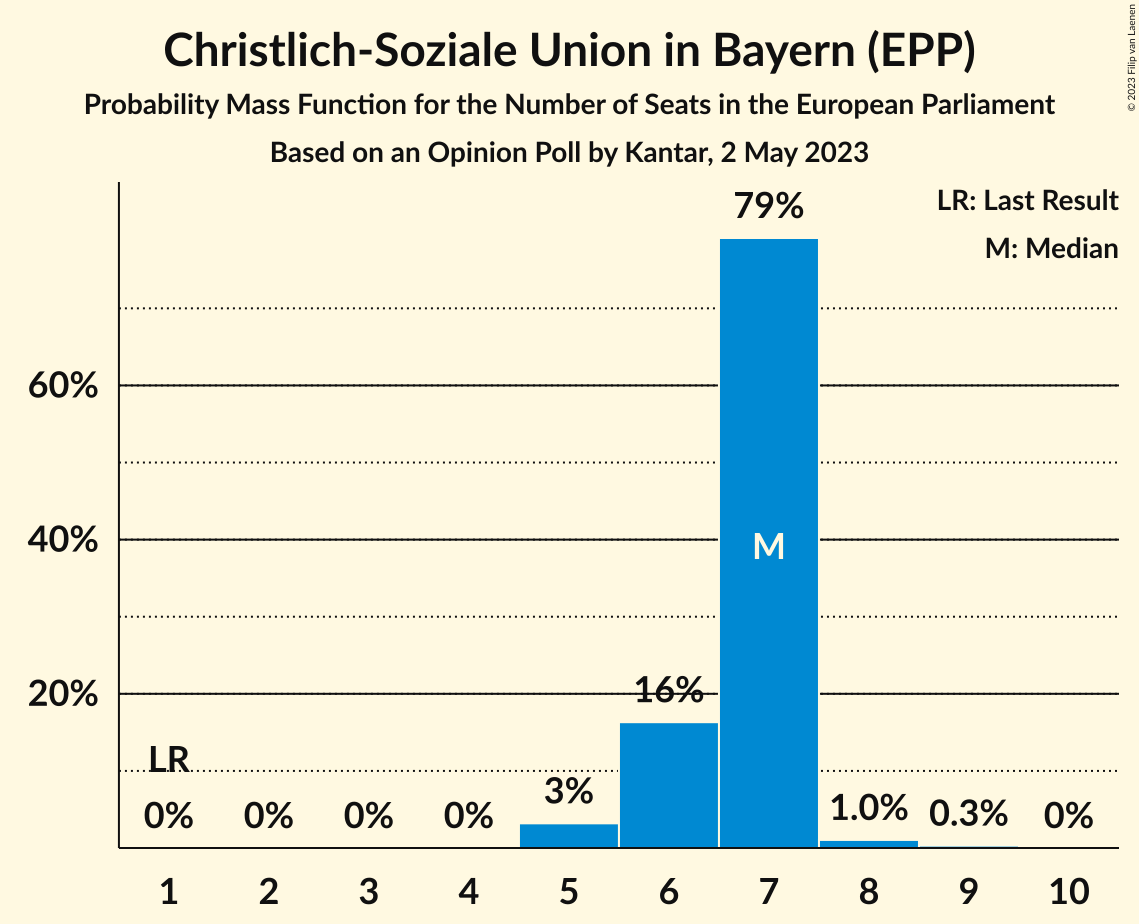 Christlich-Soziale Union in Bayern (EPP)
Probability Mass Function for the Number of Seats in the European Parliament
Based on an Opinion Poll by Kantar, 2 May 2023
© 2023 Filip van Laenen
LR: Last Result
M: Median
79%
60%
40%
M
20%
16%
LR
0%
0%
0%
0%
3%
1.0%
0.3%
0%
1 2 3 4 5 6 7 8 9 10